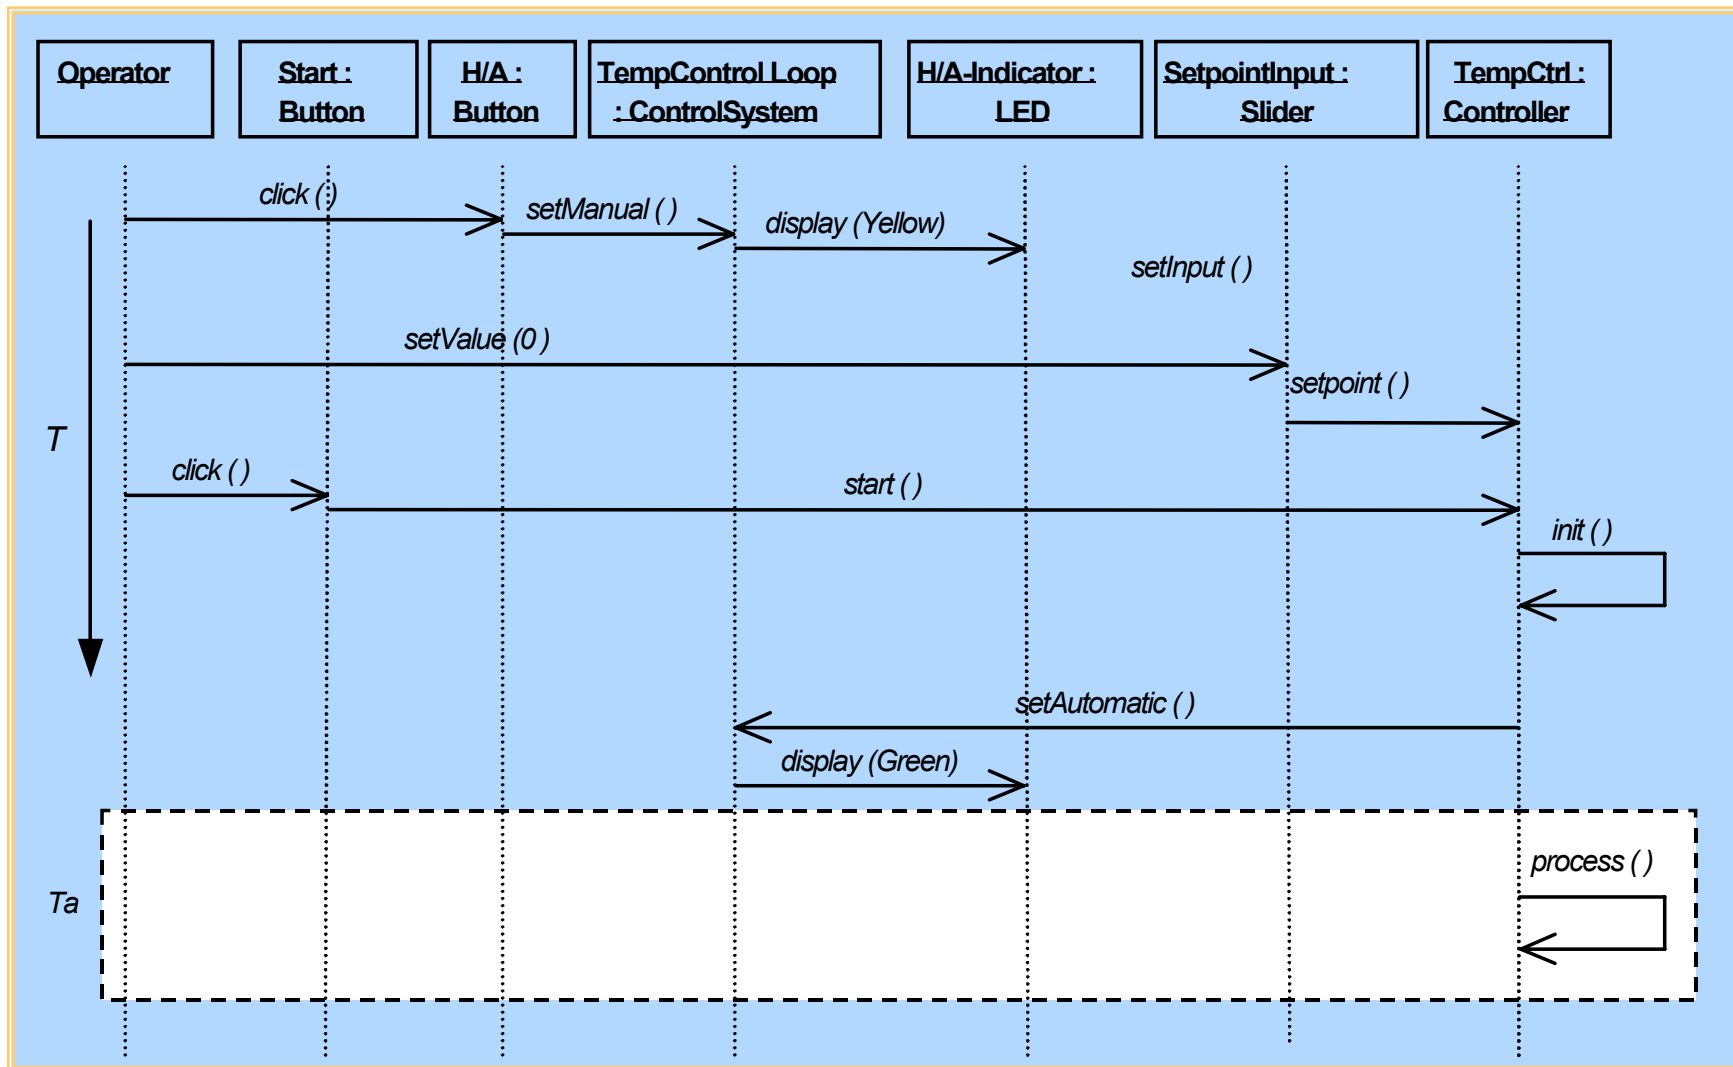 Operator
Start :
Button
H/A :
Button
TempControl Loop
: ControlSystem
H/A-Indicator :
LED
SetpointInput :
Slider
TempCtrl :
Controller
click ( )
setManual ( )
display (Yellow)
setInput ( )
setValue (0 )
setpoint ( )
T
click ( )
start ( )
init ( )
setAutomatic ( )
display (Green)
process ( )
Ta